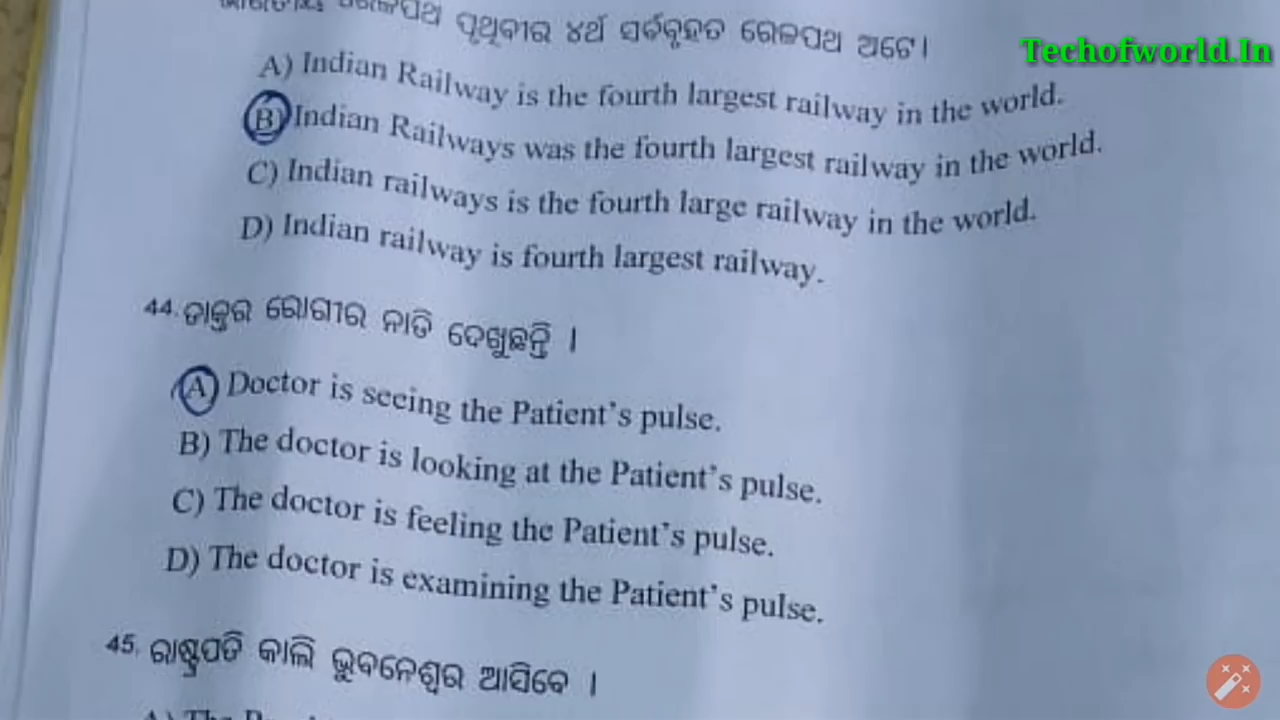 ପୃଥିବୀର ୪ର୍ଥ ସର୍ବବୃହତ ରେଳପଥ ଅଟେ।
Techofworld.In
A) Indian Railway is the fourth largest railway in the world.
B) Indian Railways was the fourth largest railway in the world.
C) Indian railways is the fourth large railway in the world.
D) Indian railway is fourth largest railway.
44. ଡାକ୍ତର ରୋଗୀର ନାଡି ଦେଖୁଛନ୍ତି ।
A Doctor is seeing the Patient's pulse.
B) The doctor is looking at the Patient's pulse.
C) The doctor is feeling the Patient's pulse.
D) The doctor is examining the Patient's pulse.
45. ରାଷ୍ଟ୍ରପତି କାଲି ଭୁବନେଶ୍ୱର ଆସିବେ ।
A) The